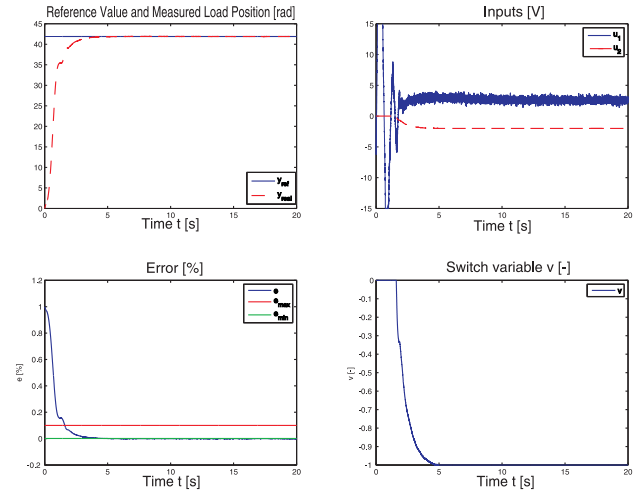 Reference Value and Measured Load Position [rad]
45
40
35
30
25
20
15
10
5
0
y_ref
y_real
0 5 10 15 20
Time t [s]
Inputs [V]
15
10
5
0
-5
-10
-15
u_1
u_2
0 5 10 15 20
Time t [s]
Error [%]
1.2
1
0.8
0.6
0.4
0.2
0
-0.2
e [%]
e
e_max
e_min
0 5 10 15 20
Time t [s]
Switch variable v [-]
0
-0.1
-0.2
-0.3
-0.4
-0.5
-0.6
-0.7
-0.8
-0.9
-1
v [-]
v
0 5 10 15 20
Time t [s]